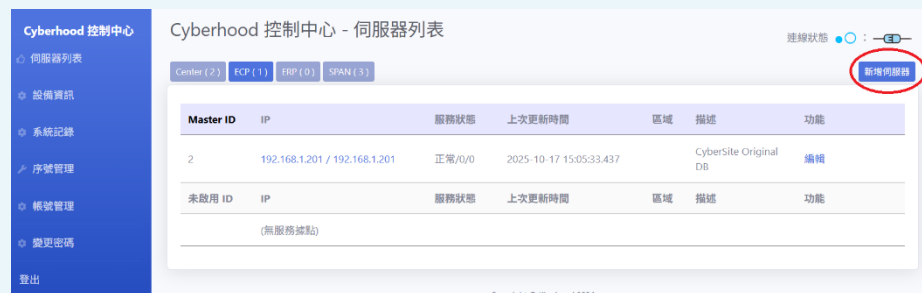 Cyberhood 控制中心
伺服器列表
設備資訊
系統記錄
序號管理
帳號管理
變更密碼
登出
Cyberhood 控制中心 - 伺服器列表
連線狀態 :
Center ( 2 ) ECP ( 1 ) ERP ( 0 ) SPAN ( 3 )
新增伺服器
Master ID IP 服務狀態 上次更新時間 區域 描述 功能
2 192.168.1.201 / 192.168.1.201 正常/0/0 2025-10-17 15:05:33.437 CyberSite Original DB 編輯
未啟用 ID IP 服務狀態 上次更新時間 區域 描述 功能
(無服務據點)